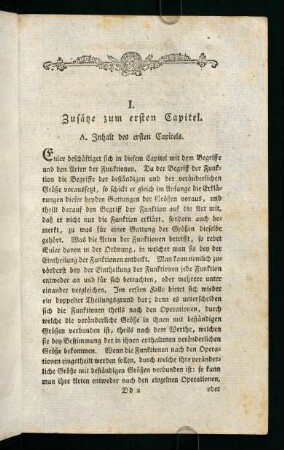 I.
Zusätze zum ersten Capitel.
A. Inhalt des ersten Capitels.
Euler beschäftiget sich in diesem Capitel mit dem Begriffe
und den Arten der Funktionen. Da der Begriff der Funk-
tion die Begriffe der beständigen und der veränderlichen
Größe voraussetzt, so schickt er gleich im Anfange die Erklä-
rungen dieser beyden Gattungen der Größen voraus, und
theilt darauf den Begriff der Funktion auf die Art mit,
daß er nicht nur die Funktion erklärt, sondern auch be-
merkt, zu was für einer Gattung der Größen dieselbe
gehört. Was die Arten der Funktionen betrifft, so redet
Euler davon in der Ordnung, in welcher man sie bey der
Eintheilung der Funktionen entdeckt. Man kann nemlich zu-
vörderst bey der Eintheilung der Funktionen jede Funktion
entweder an und für sich betrachten, oder mehrere unter
einander vergleichen. Im ersten Falle bietet sich wieder
ein doppelter Theilungsgrund dar; denn es unterscheiden
sich die Funktionen theils nach den Operationen, durch
welche die veränderliche Größe in ihnen mit beständigen
Größen verbunden ist, theils nach dem Werthe, welchen
sie bey Bestimmung der in ihnen enthaltenen veränderlichen
Größe bekommen. Wenn die Funktionen nach den Opera-
tionen eingetheilt werden sollen, durch welche ihre veränder-
liche Größe mit beständigen Größen verbunden ist: so kann
man ihre Arten entweder nach den einzelnen Operationen,
Dd 2 oder